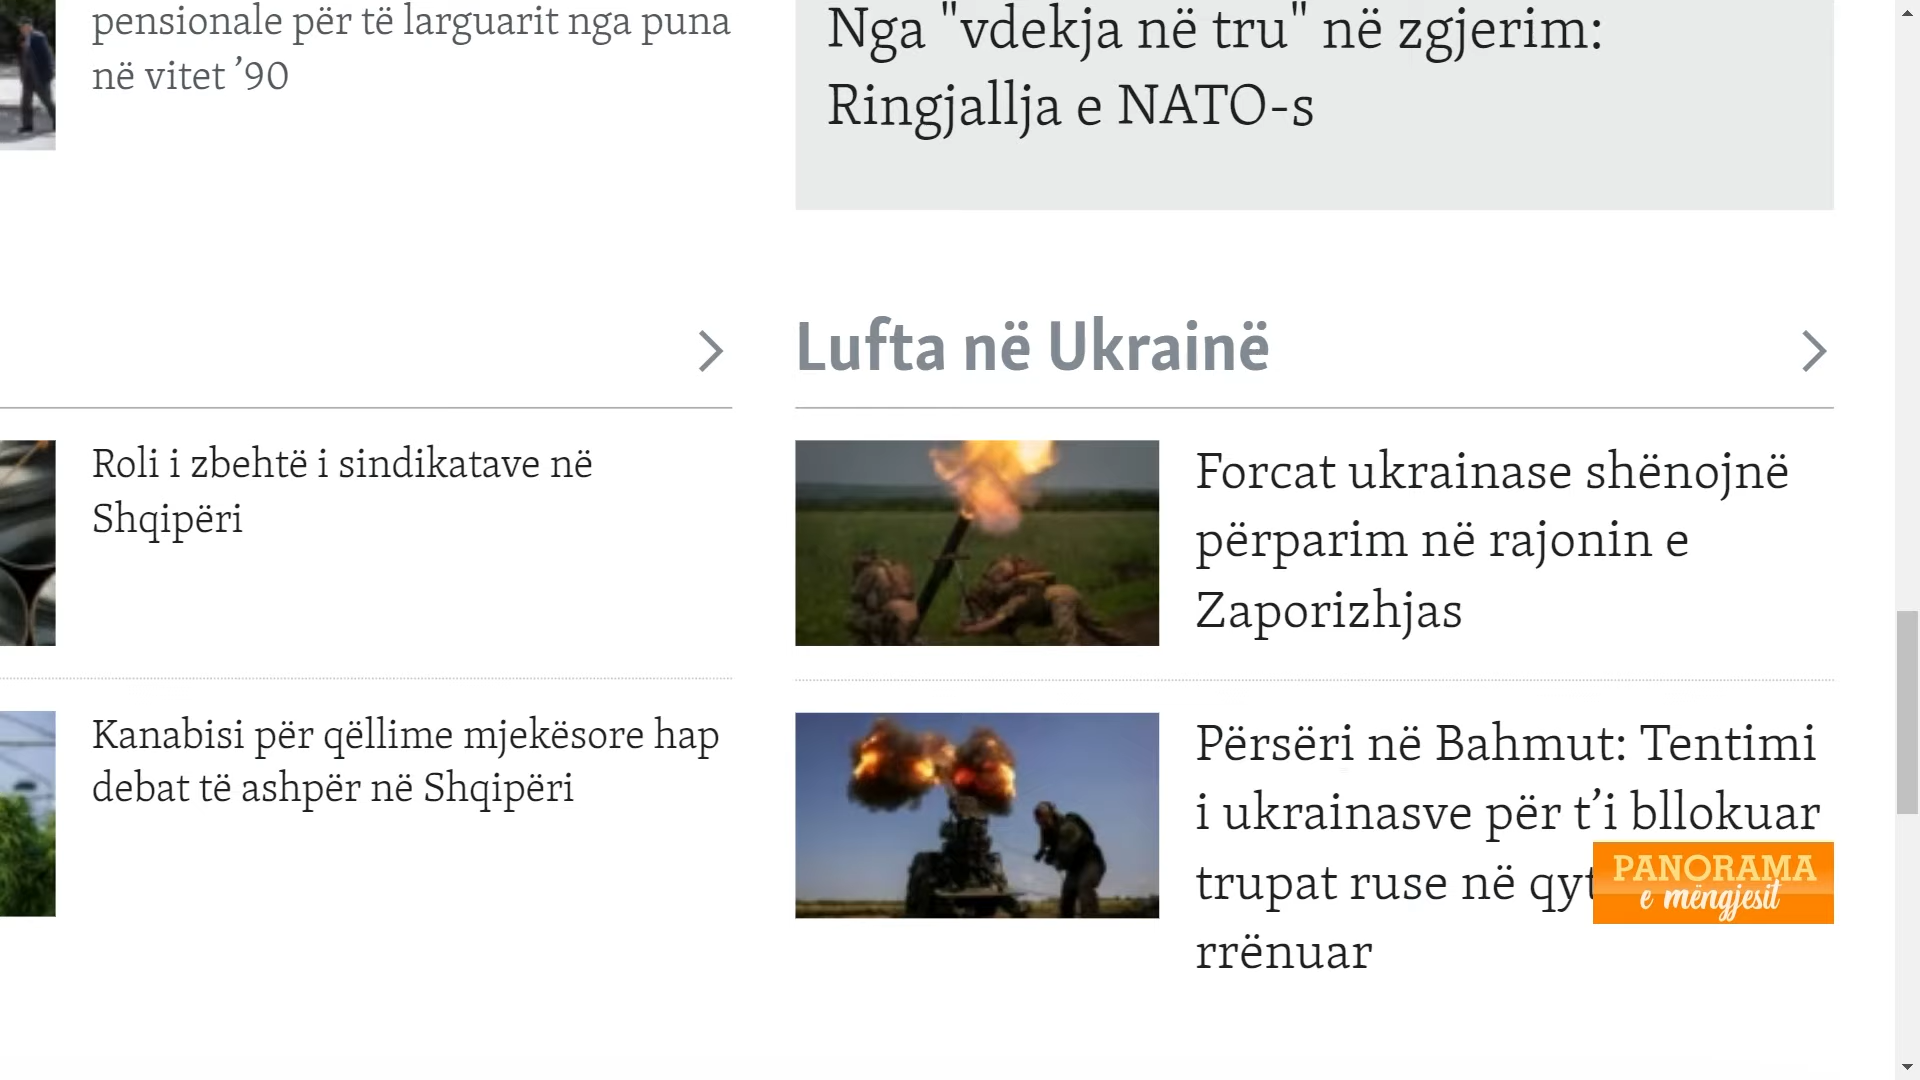 pensionale për të larguarit nga puna
në vitet ’90
Nga "vdekja në tru" në zgjerim:
Ringjallja e NATO-s
Lufta në Ukrainë
Roli i zbehtë i sindikatave në
Shqipëri
Kanabisi për qëllime mjekësore hap
debat të ashpër në Shqipëri
Forcat ukrainase shënojnë
përparim në rajonin e
Zaporizhjas
Përsëri në Bahmut: Tentimi
i ukrainasve për t’i bllokuar
trupat ruse në
rrënuar
PANORAMA
e mëngjesit